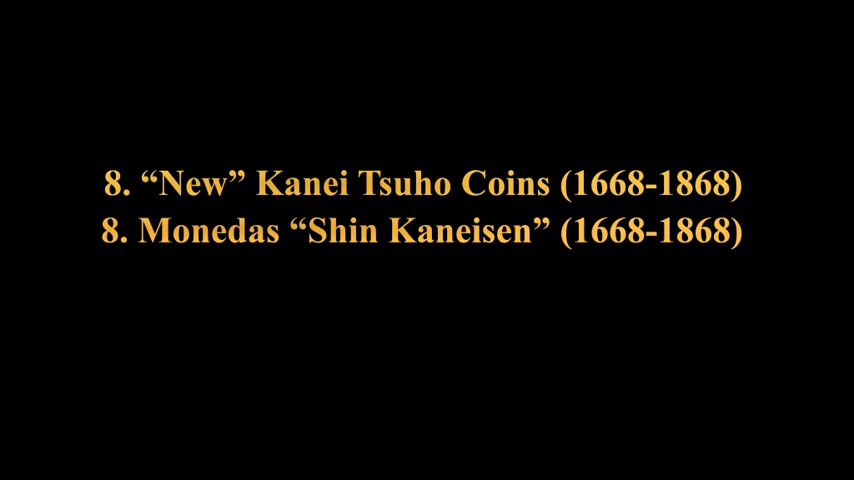 8. “New” Kanei Tsuho Coins (1668-1868)
8. Monedas “Shin Kaneisen” (1668-1868)